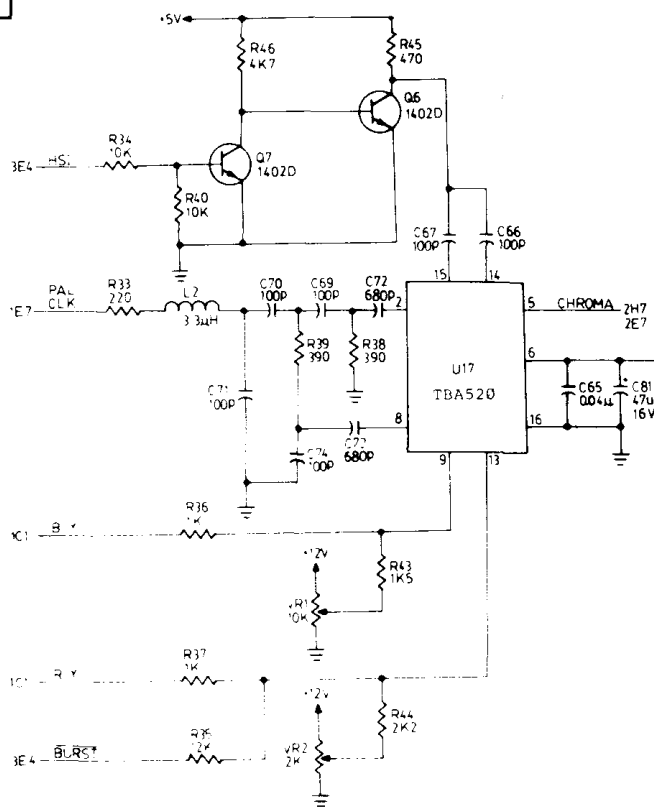 +5V
R46
4K7
R45
470
Q6
1402D
R34
10K
Q7
1402D
3E4
R40
10K
C67
100P
C66
100P
15
14
PAL
CLK
R33
220
L2
3.3µH
C70
100P
C69
100P
C72
680P
2
5
CHROMA
2H7
2E7
R39
390
R38
390
U17
TBA520
6
C65
0.04µ
C81
47u
16V
C71
100P
8
16
C74
100P
680P
9
13
R36
1K
+12V
R43
1K5
VR1
10K
R37
1K
+12V
R44
2K2
R35
12K
VR2
2K
3E4
BURST